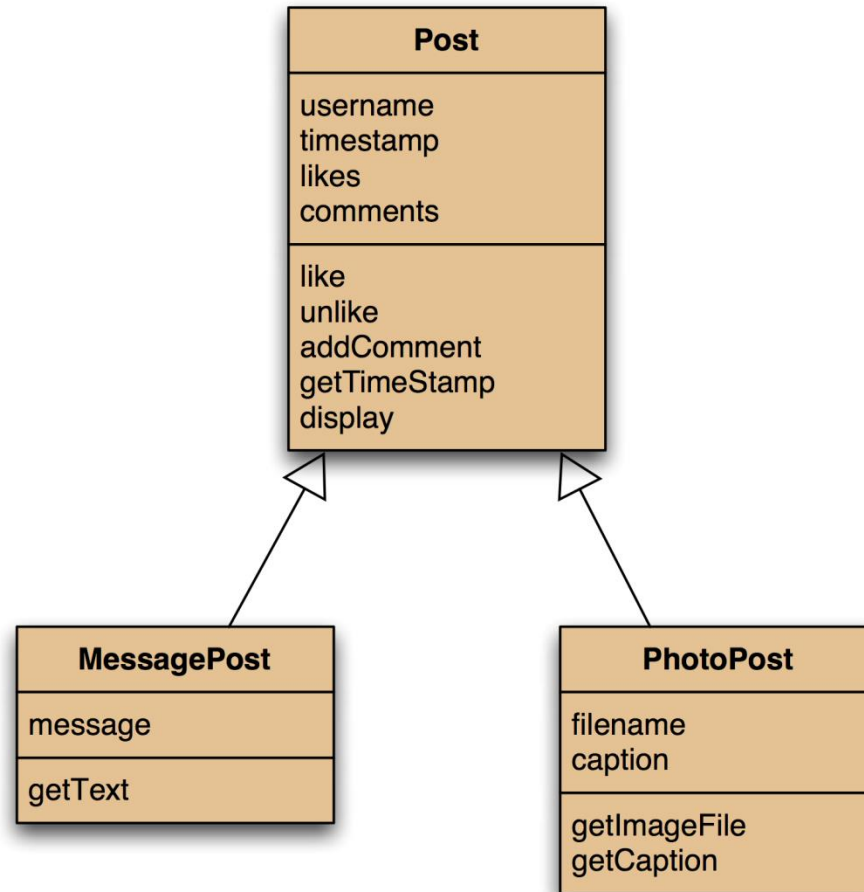 Post
username
timestamp
likes
comments
like
unlike
addComment
getTimeStamp
display
MessagePost
message
getText
PhotoPost
filename
caption
getImageFile
getCaption